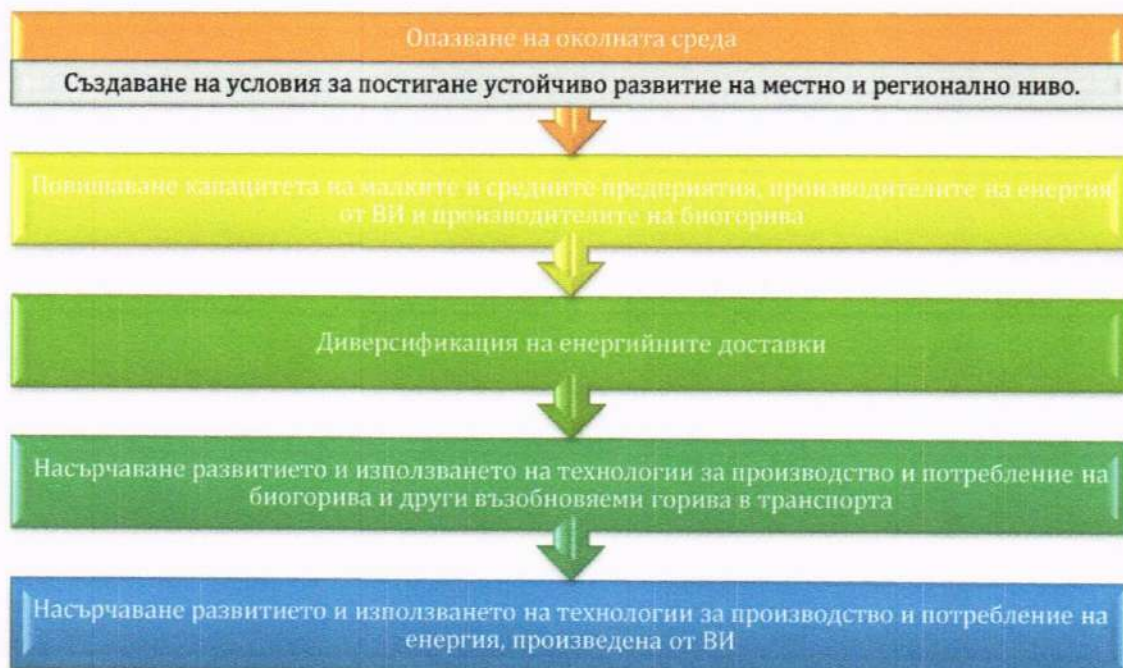 Опазване на околната среда
Създаване на условия за постигане устойчиво развитие на местно и регионално ниво.
Повишаване капацитета на малките и средните предприятия, производителите на енергия
от ВИ и производителите на биогорива
Диверсификация на енергийните доставки
Насърчаване развитието и използването на технологии за производство и потребление на
биогорива и други възобновяеми горива в транспорта
Насърчаване развитието и използването на технологии за производство и потребление на
енергия, произведена от ВИ